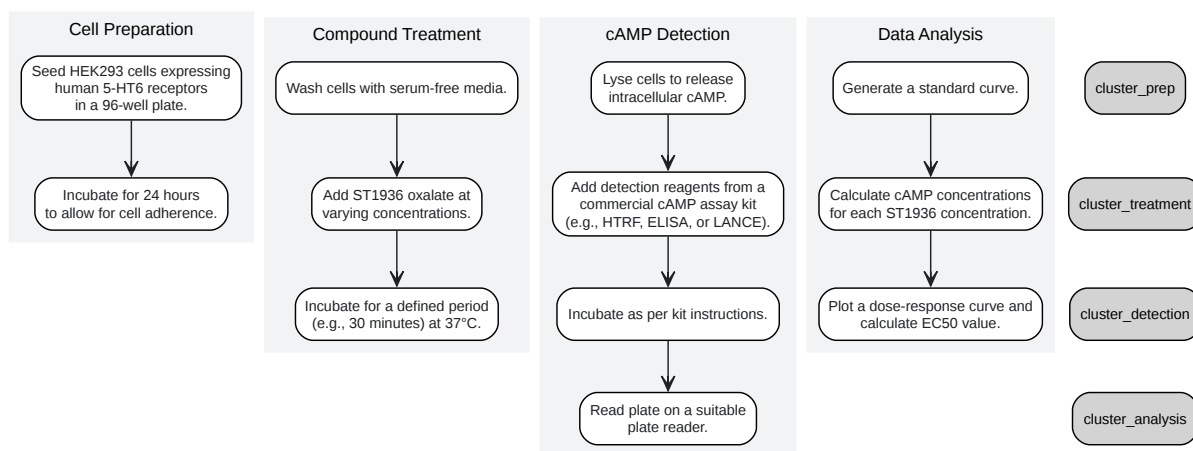 Cell Preparation
Seed HEK293 cells expressing
human 5-HT6 receptors
in a 96-well plate.
Incubate for 24 hours
to allow for cell adherence.
Compound Treatment
Wash cells with serum-free media.
Add ST1936 oxalate at
varying concentrations.
Incubate for a defined period
(e.g., 30 minutes) at 37°C.
cAMP Detection
Lyse cells to release
intracellular cAMP.
Add detection reagents from a
commercial cAMP assay kit
(e.g., HTRF, ELISA, or LANCE).
Incubate as per kit instructions.
Read plate on a suitable
plate reader.
Data Analysis
Generate a standard curve.
Calculate cAMP concentrations
for each ST1936 concentration.
Plot a dose-response curve and
calculate EC50 value.
cluster_prep
cluster_treatment
cluster_detection
cluster_analysis